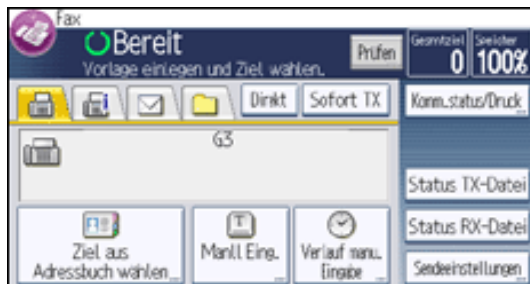 Fax
Bereit
Vorlage einlegen und Ziel wählen.
Prüfen
Gesamtziel
0
Speicher
100%
Direkt
Sofort TX
Komm.status/Druck
G3
Status TX-Datei
Status RX-Datei
Ziel aus
Adressbuch wählen
Manll Eing.
Verlauf manu.
Eingabe
Sendeeinstellungen